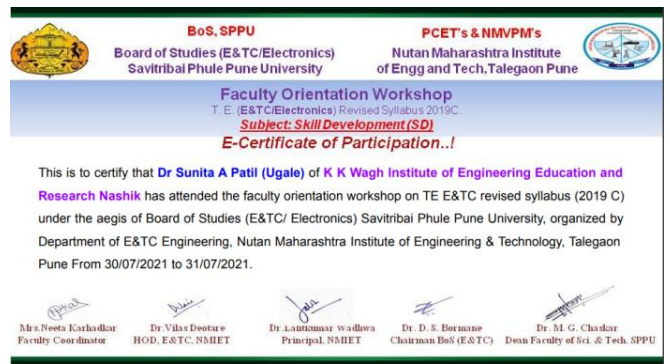 BoS, SPPU
Board of Studies (E&TC/Electronics)
Savitribai Phule Pune University
PCET's & NMVPM's
Nutan Maharashtra Institute
of Engg and Tech,Talegaon Pune
Faculty Orientation Workshop
T. E. (E&TC/Electronics) Revised Syllabus 2019C.
Subject: Skill Development(SD)
E-Certificate of Participation..!
This is to certify that Dr Sunita A Patil (Ugale) of K K Wagh Institute of Engineering Education and
Research Nashik has attended the faculty orientation workshop on TE E&TC revised syllabus (2019 C)
under the aegis of Board of Studies (E&TC/ Electronics) Savitribai Phule Pune University, organized by
Department of E&TC Engineering, Nutan Maharashtra Institute of Engineering & Technology, Talegaon
Pune From 30/07/2021 to 31/07/2021.
Mrs.Neeta Karhadkar
Faculty Coordinator
Dr.Vilas Deotare
HOD, E&TC, NMIET
Dr.Lalitkumar Wadhwa
Principal, NMIET
Dr. D. S. Bormane
Chairman BoS (E&TC)
Dr. M. G. Chaskar
Dean Faculty of Sci. & Tech. SPPU